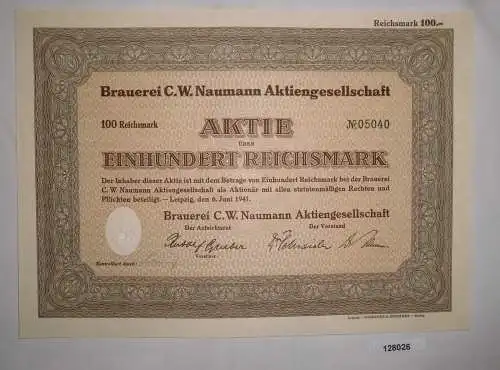 Reichsmark 100.—
Brauerei C.W. Naumann Aktiengesellschaft
100 Reichsmark AKTIE № 05040
ÜBER
EINHUNDERT REICHSMARK
Der Inhaber dieser Aktie ist mit dem Betrage von Einhundert Reichsmark bei der Brauerei
C. W. Naumann Aktiengesellschaft als Aktionär mit allen statutenmäßigen Rechten und
Pflichten beteiligt. — Leipzig, den 6. Juni 1941.
Brauerei C.W. Naumann Aktiengesellschaft
Der Aufsichtsrat Der Vorstand
Vorsitzer
Kontrolliert durch:
128026